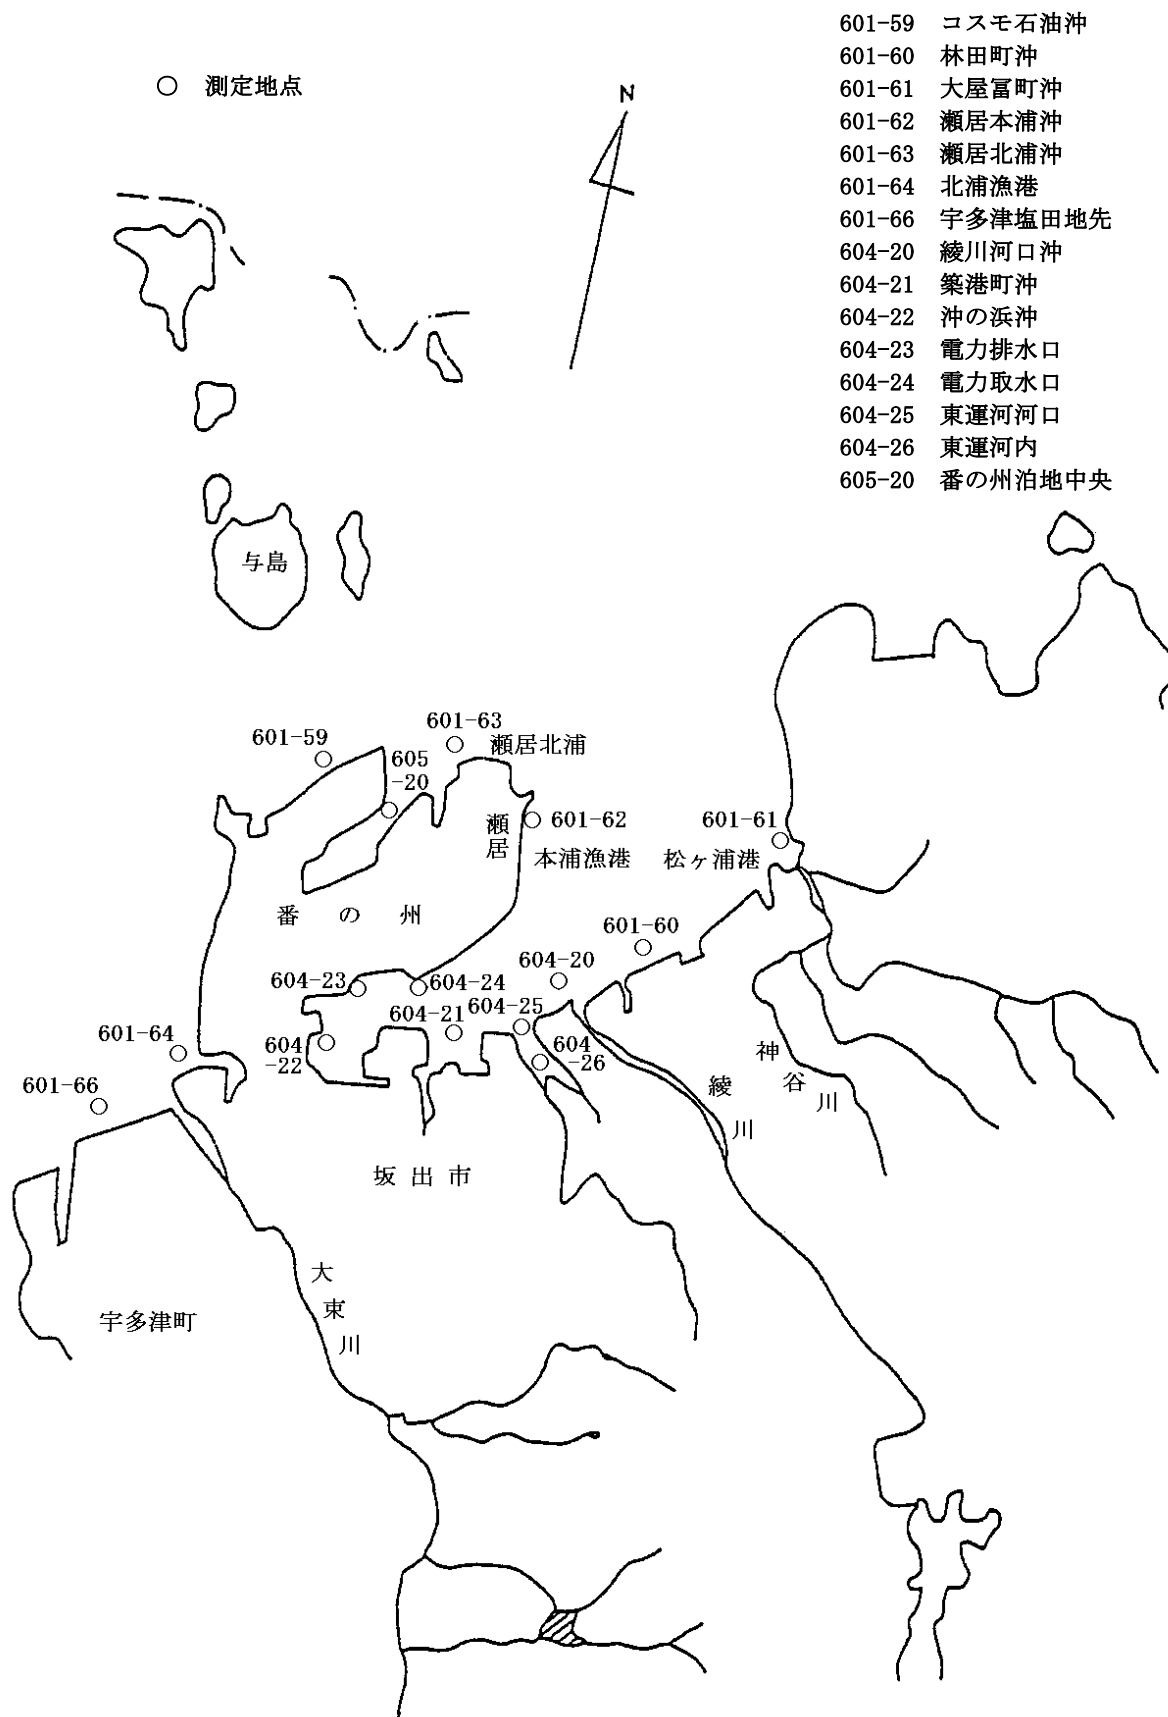 601-59 コスモ石油沖
601-60 林田町沖
601-61 大屋冨町沖
601-62 瀬居本浦沖
601-63 瀬居北浦沖
601-64 北浦漁港
601-66 宇多津塩田地先
604-20 綾川河口沖
604-21 築港町沖
604-22 沖の浜沖
604-23 電力排水口
604-24 電力取水口
604-25 東運河河口
604-26 東運河内
605-20 番の州泊地中央
○ 測定地点
N
与島
601-63
瀬居北浦
601-59
605
-20
瀬居
601-62
本浦漁港
601-61
松ヶ浦港
番の州
601-60
604-20
604-23
604-24
604-25
604-21
601-64
604
-22
604
-26
601-66
神谷川
綾川
坂出市
大東川
宇多津町